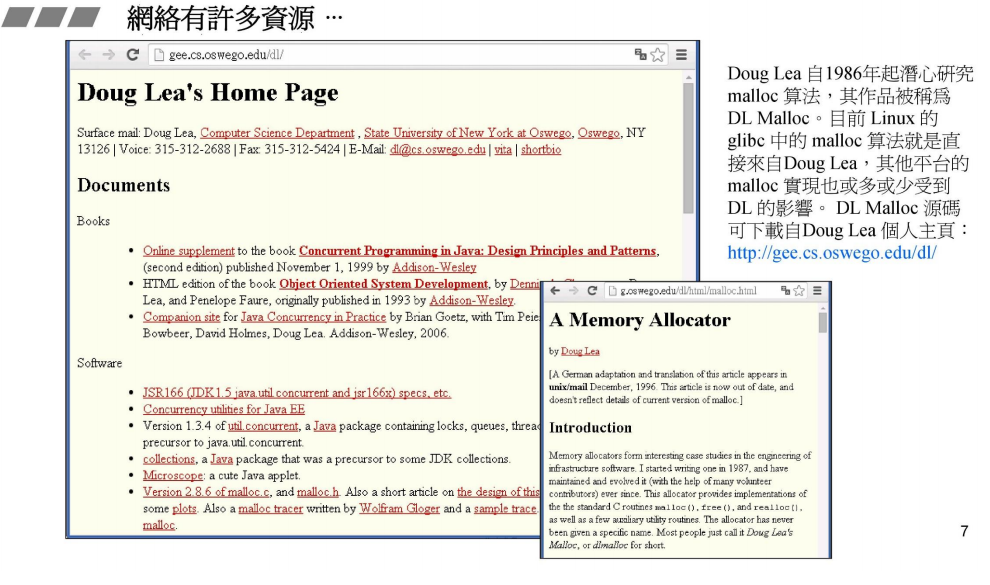 網絡有許多資源 …
gee.cs.oswego.edu/dl/
Doug Lea's Home Page
Surface mail: Doug Lea, Computer Science Department , State University of New York at Oswego, Oswego, NY
13126 | Voice: 315-312-2688 | Fax: 315-312-5424 | E-Mail: dl@cs.oswego.edu | vita | shortbio
Documents
Books
• Online supplement to the book Concurrent Programming in Java: Design Principles and Patterns,
(second edition) published November 1, 1999 by Addison-Wesley
• HTML edition of the book Object Oriented System Development, by
Lea, and Penelope Faure, originally published in 1993 by Addison-Wesley.
• Companion site for Java Concurrency in Practice by Brian Goetz, with Tim
Bowbeer, David Holmes, Doug Lea. Addison-Wesley, 2006.
Software
• JSR166 (JDK1.5 java.util.concurrent and jsr166x) specs, etc.
• Concurrency utilities for Java EE
• Version 1.3.4 of util.concurrent, a Java package containing locks, queues,
precursor to java.util.concurrent.
• collections, a Java package that was a precursor to some JDK collections.
• Microscope: a cute Java applet.
• Version 2.8.6 of malloc.c, and malloc.h. Also a short article on the design of this
some plots. Also a malloc tracer written by Wolfram Gloger and a sample trace.
malloc.
Doug Lea 自1986年起潛心研究
malloc 算法，其作品被稱爲
DL Malloc。目前 Linux 的
glibc 中的 malloc 算法就是直
接來自Doug Lea，其他平台的
malloc 實現也或多或少受到
DL 的影響。 DL Malloc 源碼
可下載自Doug Lea 個人主頁：
http://gee.cs.oswego.edu/dl/
g.oswego.edu/dl/html/malloc.html
A Memory Allocator
by Doug Lea
[A German adaptation and translation of this article appears in
unix/mail December, 1996. This article is now out of date, and
doesn't reflect details of current version of malloc.]
Introduction
Memory allocators form interesting case studies in the engineering of
infrastructure software. I started writing one in 1987, and have
maintained and evolved it (with the help of many volunteer
contributors) ever since. This allocator provides implementations of
the the standard C routines malloc(), free(), and realloc(),
as well as a few auxiliary utility routines. The allocator has never
been given a specific name. Most people just call it Doug Lea's
Malloc, or dlmalloc for short.
7